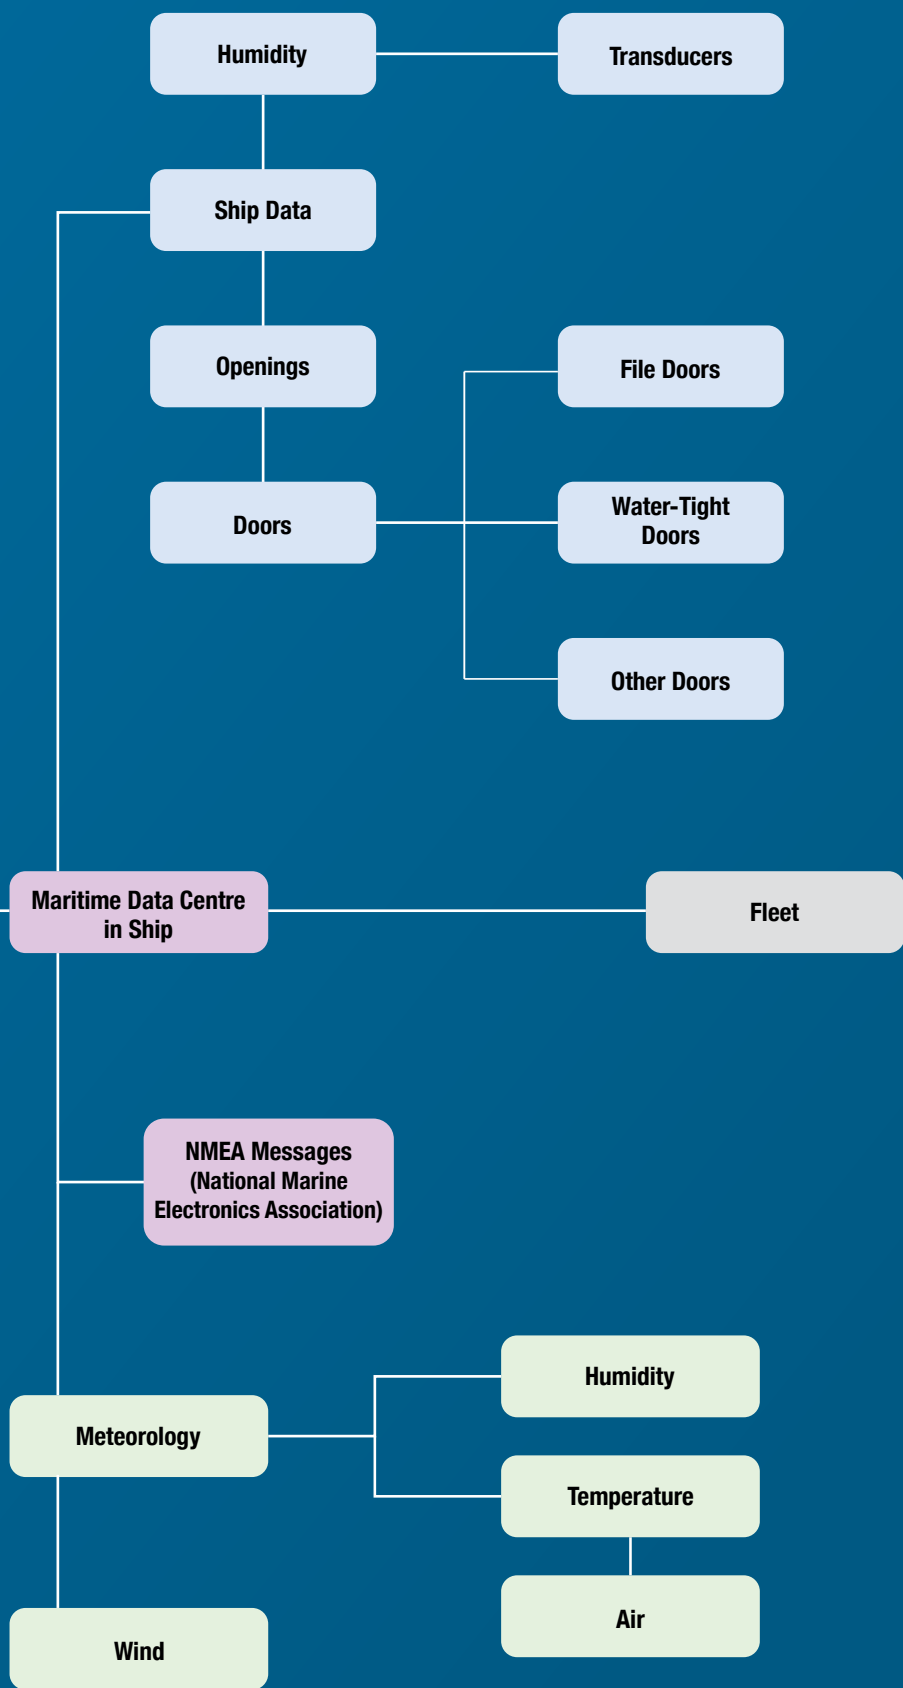 Humidity
Transducers
Ship Data
Openings
File Doors
Doors
Water-Tight
Doors
Other Doors
Maritime Data Centre
in Ship
Fleet
NMEA Messages
(National Marine
Electronics Association)
Humidity
Meteorology
Temperature
Air
Wind